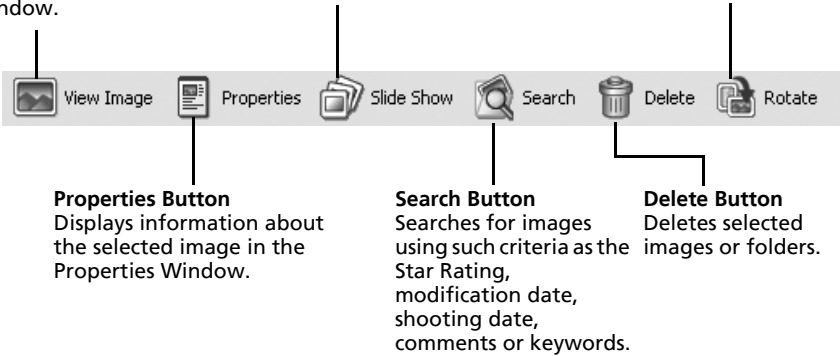 View Image Properties Slide Show Search Delete Rotate
Properties Button
Displays information about
the selected image in the
Properties Window.
Search Button
Searches for images
using such criteria as the
Star Rating,
modification date,
shooting date,
comments or keywords.
Delete Button
Deletes selected
images or folders.